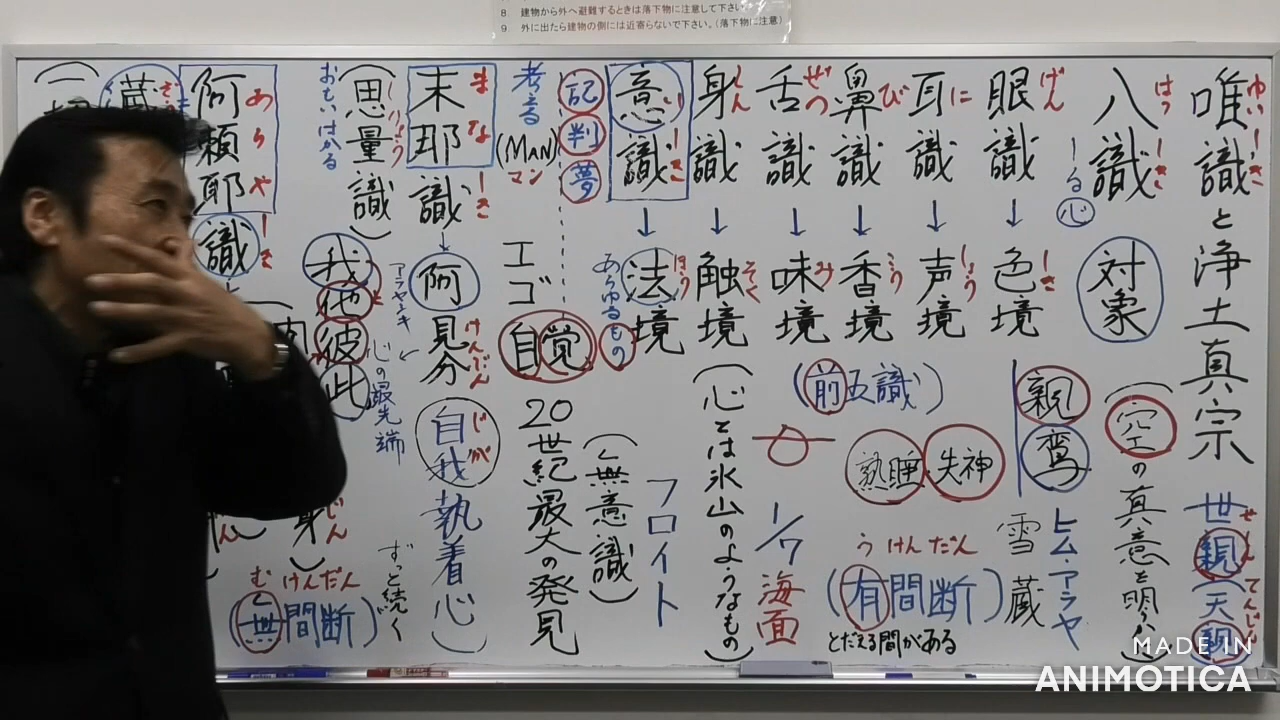 8. 建物から外へ避難するときは落下物に注意して下さい
9. 外に出たら建物の側には近寄らないで下さい。(落下物に注意)
唯識と浄土真宗
ゆいしき
世親(天親
せしん てんじん
八識
はっしき
しる心
対象
(空の真意を明らか)
眼識
げん
↓
色境
しき
親鸞
ヒム・アラヤ
雪蔵
耳識
に
↓
声境
しょう
鼻識
び
↓
香境
こう
舌識
ぜつ
↓
味境
み
(前五識)
熟睡 失神
うけんだん
(有間断)
とだえる間がある
身識
しん
↓
触境
そく
1/7 海面
(心とは氷山のようなもの)
意識
いしき
↓
法境
ほう
あらゆるもの
フロイト
(無意識)
記判夢
自覚
考える
(MAN)
マン
エゴ
20世紀最大の発見
末那識
まなしき
↓
阿見分
けんぶん
自我執着心)
じが
(思量識)
しりょう
おもいはかる
アラヤシキ
心の最先端
ずっと続く
我他彼此
むけんだん
(無間断)
阿頼耶識
あらやしき
蔵
MADE IN
ANIMOTICA